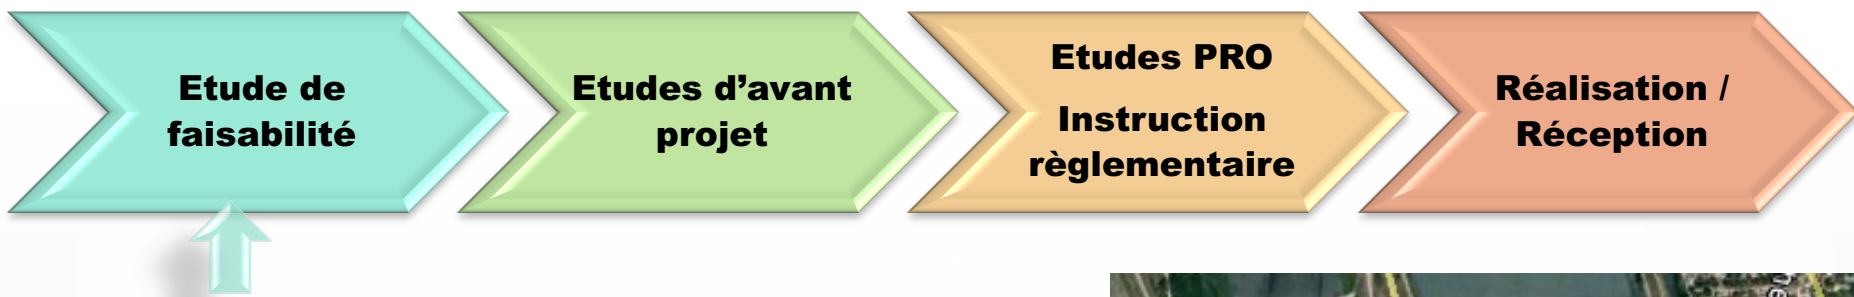 Etude de
faisabilité
Etudes d’avant
projet
Etudes PRO
Instruction
règlementaire
Réalisation /
Réception